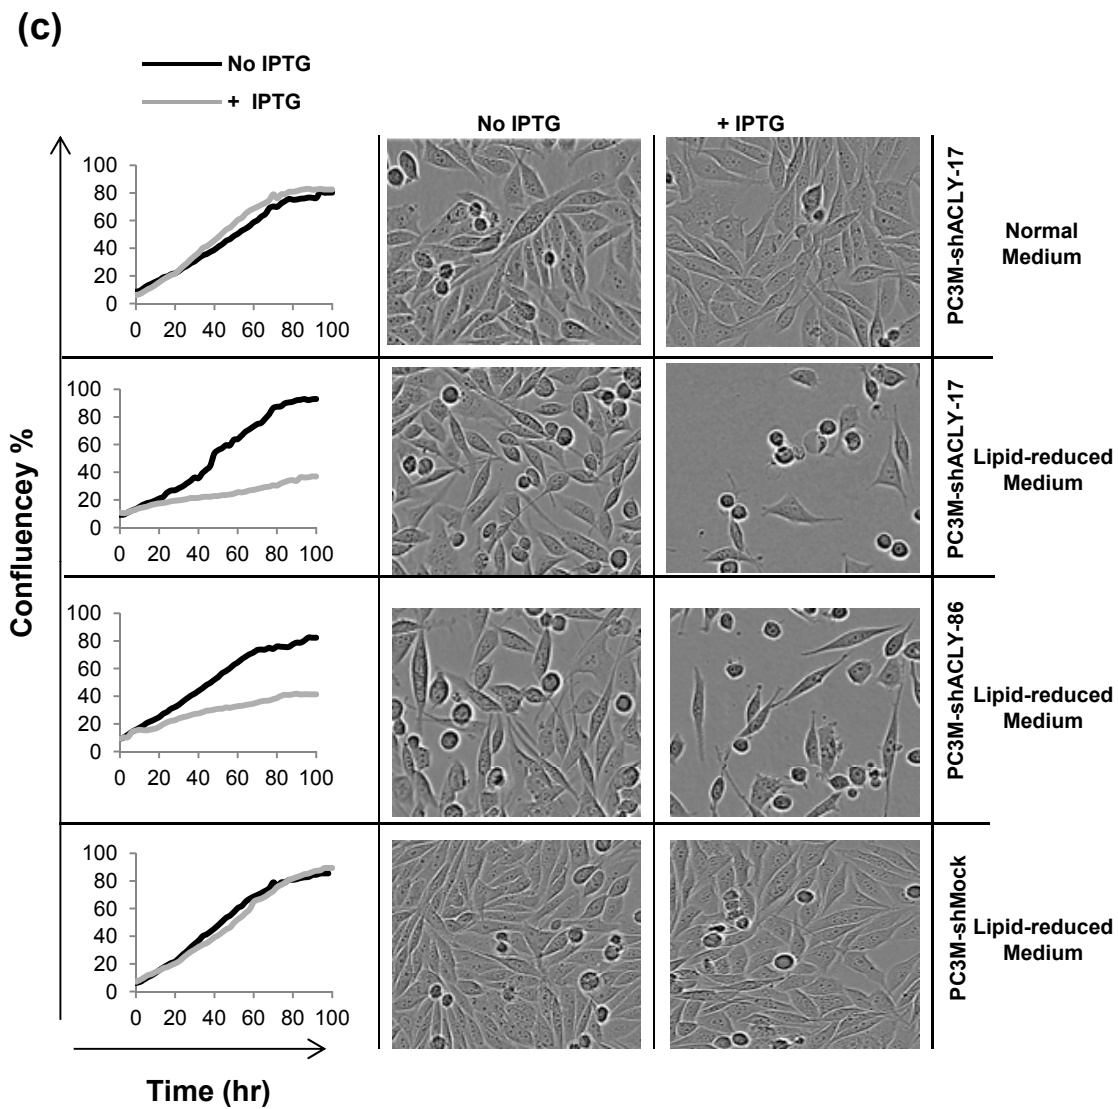 (c)
No IPTG
+ IPTG
No IPTG
+ IPTG
Confluencey %
100
80
60
40
20
0
0 20 40 60 80 100
PC3M-shACLY-17
Normal
Medium
100
80
60
40
20
0
0 20 40 60 80 100
PC3M-shACLY-17
Lipid-reduced
Medium
100
80
60
40
20
0
0 20 40 60 80 100
PC3M-shACLY-86
Lipid-reduced
Medium
100
80
60
40
20
0
0 20 40 60 80 100
PC3M-shMock
Lipid-reduced
Medium
Time (hr)